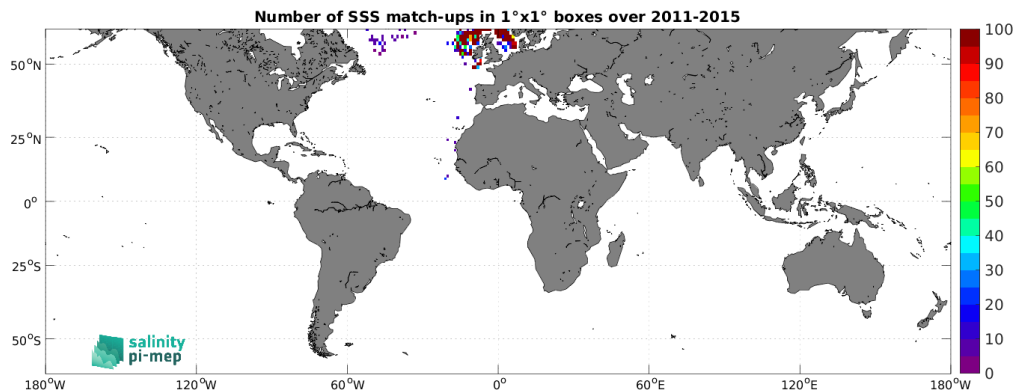 Number of SSS match-ups in 1°x1° boxes over 2011-2015
100
90
80
70
60
50
40
30
20
10
0
50°N
25°N
0°
25°S
50°S
salinity
pi-mep
180°W 120°W 60°W 0° 60°E 120°E 180°W